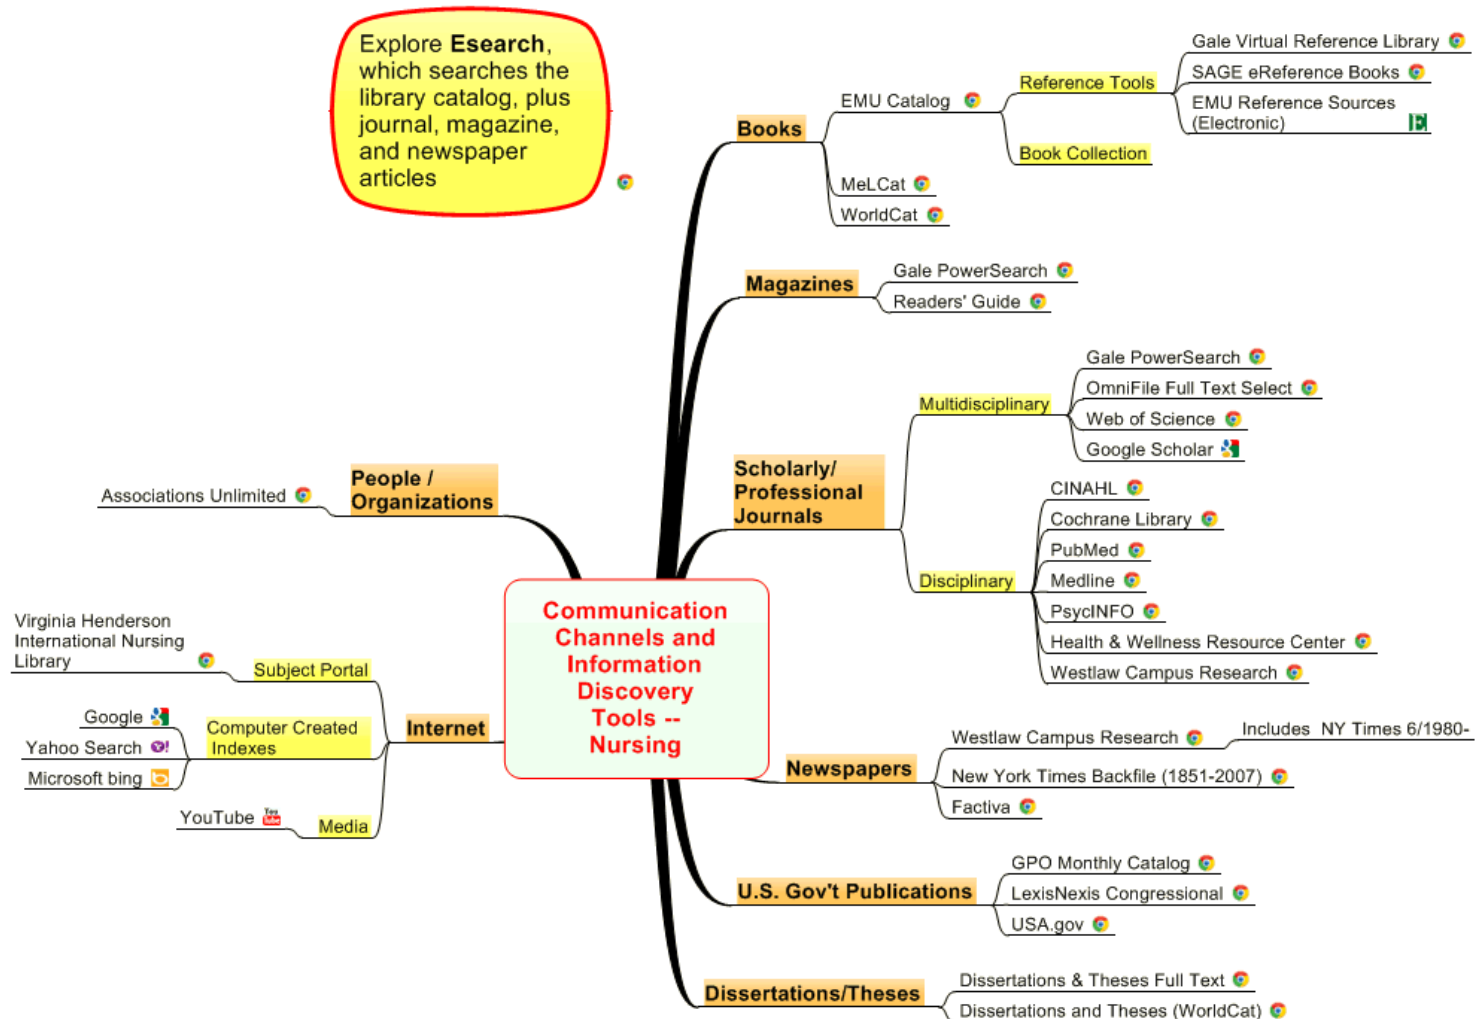 Explore Esearch,
which searches the
library catalog, plus
journal, magazine,
and newspaper
articles
Books
EMU Catalog
Reference Tools
Gale Virtual Reference Library
SAGE eReference Books
EMU Reference Sources
(Electronic)
E
Book Collection
MeLCat
WorldCat
Magazines
Gale PowerSearch
Readers' Guide
Scholarly/
Professional
Journals
Multidisciplinary
Gale PowerSearch
OmniFile Full Text Select
Web of Science
Google Scholar
Disciplinary
CINAHL
Cochrane Library
PubMed
Medline
PsycINFO
Health & Wellness Resource Center
Westlaw Campus Research
People /
Organizations
Associations Unlimited
Communication
Channels and
Information
Discovery
Tools --
Nursing
Internet
Subject Portal
Virginia Henderson
International Nursing
Library
Computer Created
Indexes
Google
Yahoo Search
Y!
Microsoft bing
b
Media
YouTube
You
Tube
Newspapers
Westlaw Campus Research
Includes NY Times 6/1980-
New York Times Backfile (1851-2007)
Factiva
U.S. Gov't Publications
GPO Monthly Catalog
LexisNexis Congressional
USA.gov
Dissertations/Theses
Dissertations & Theses Full Text
Dissertations and Theses (WorldCat)